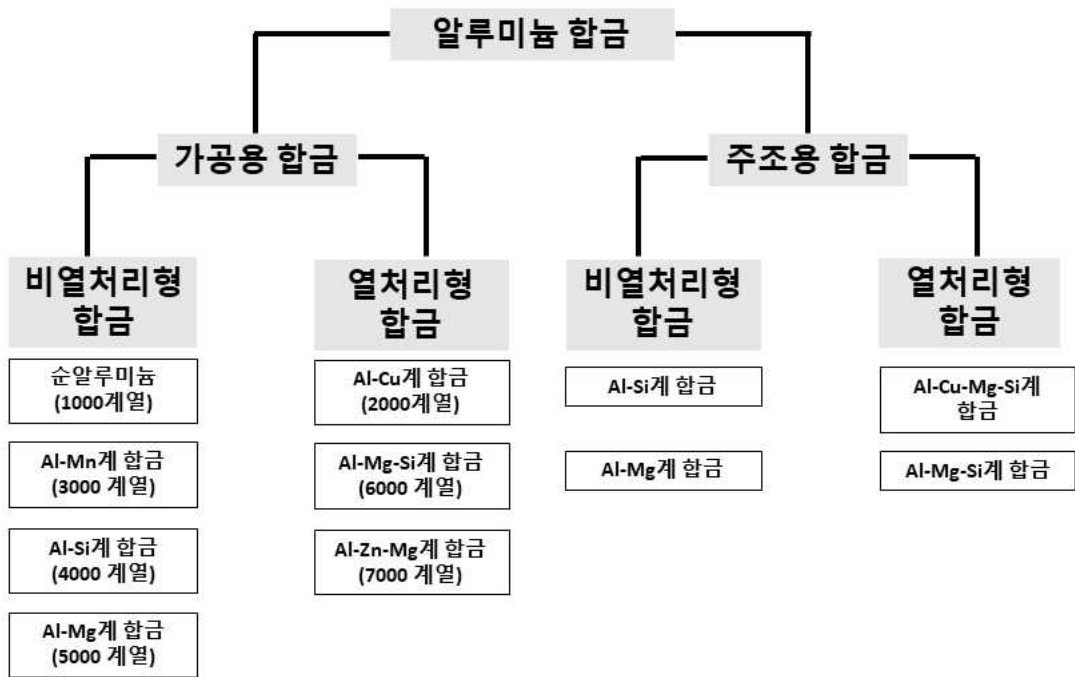 알루미늄 합금
가공용 합금
주조용 합금
비열처리형
합금
열처리형
합금
비열처리형
합금
열처리형
합금
순알루미늄
(1000계열)
Al-Mn계 합금
(3000 계열)
Al-Si계 합금
(4000 계열)
Al-Mg계 합금
(5000 계열)
Al-Cu계 합금
(2000계열)
Al-Mg-Si계 합금
(6000 계열)
Al-Zn-Mg계 합금
(7000 계열)
Al-Si계 합금
Al-Mg계 합금
Al-Cu-Mg-Si계
합금
Al-Mg-Si계 합금